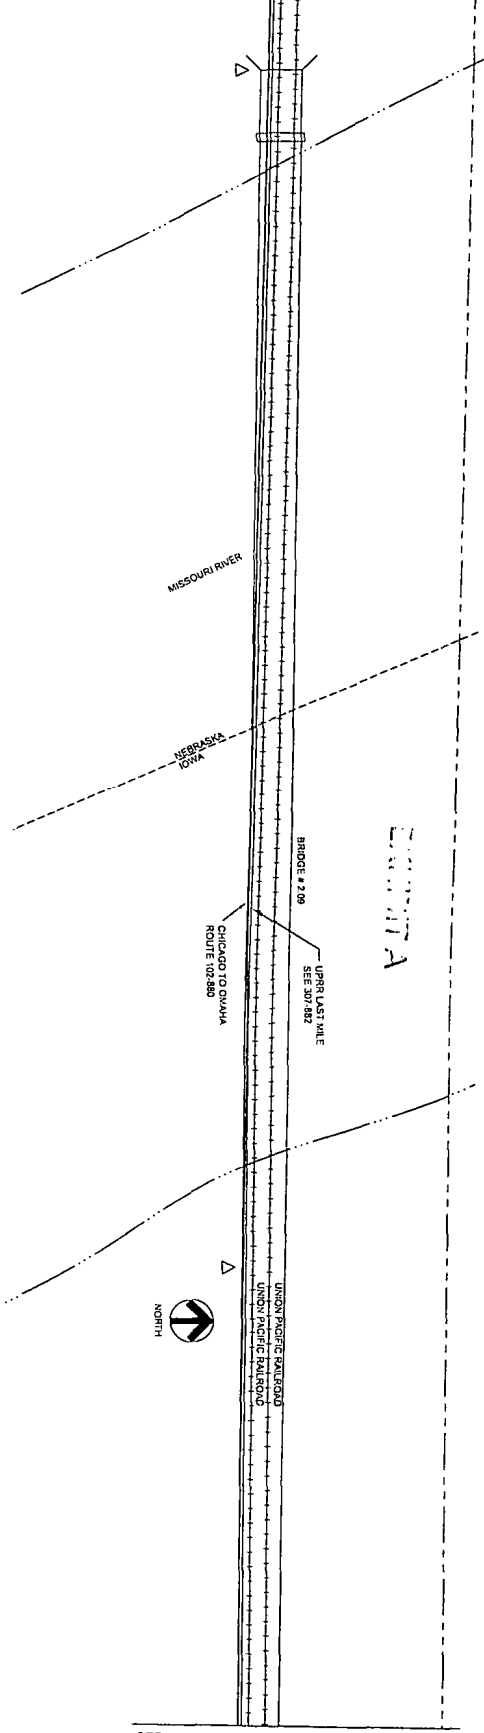 MISSOURI RIVER
NEBRASKA
IOWA
BRIDGE # 2.09
UPRR LAST MILE
SEE 307-882
CHICAGO TO OMAHA
ROUTE 102-880
UNION PACIFIC RAILROAD
UNION PACIFIC RAILROAD
NORTH
A